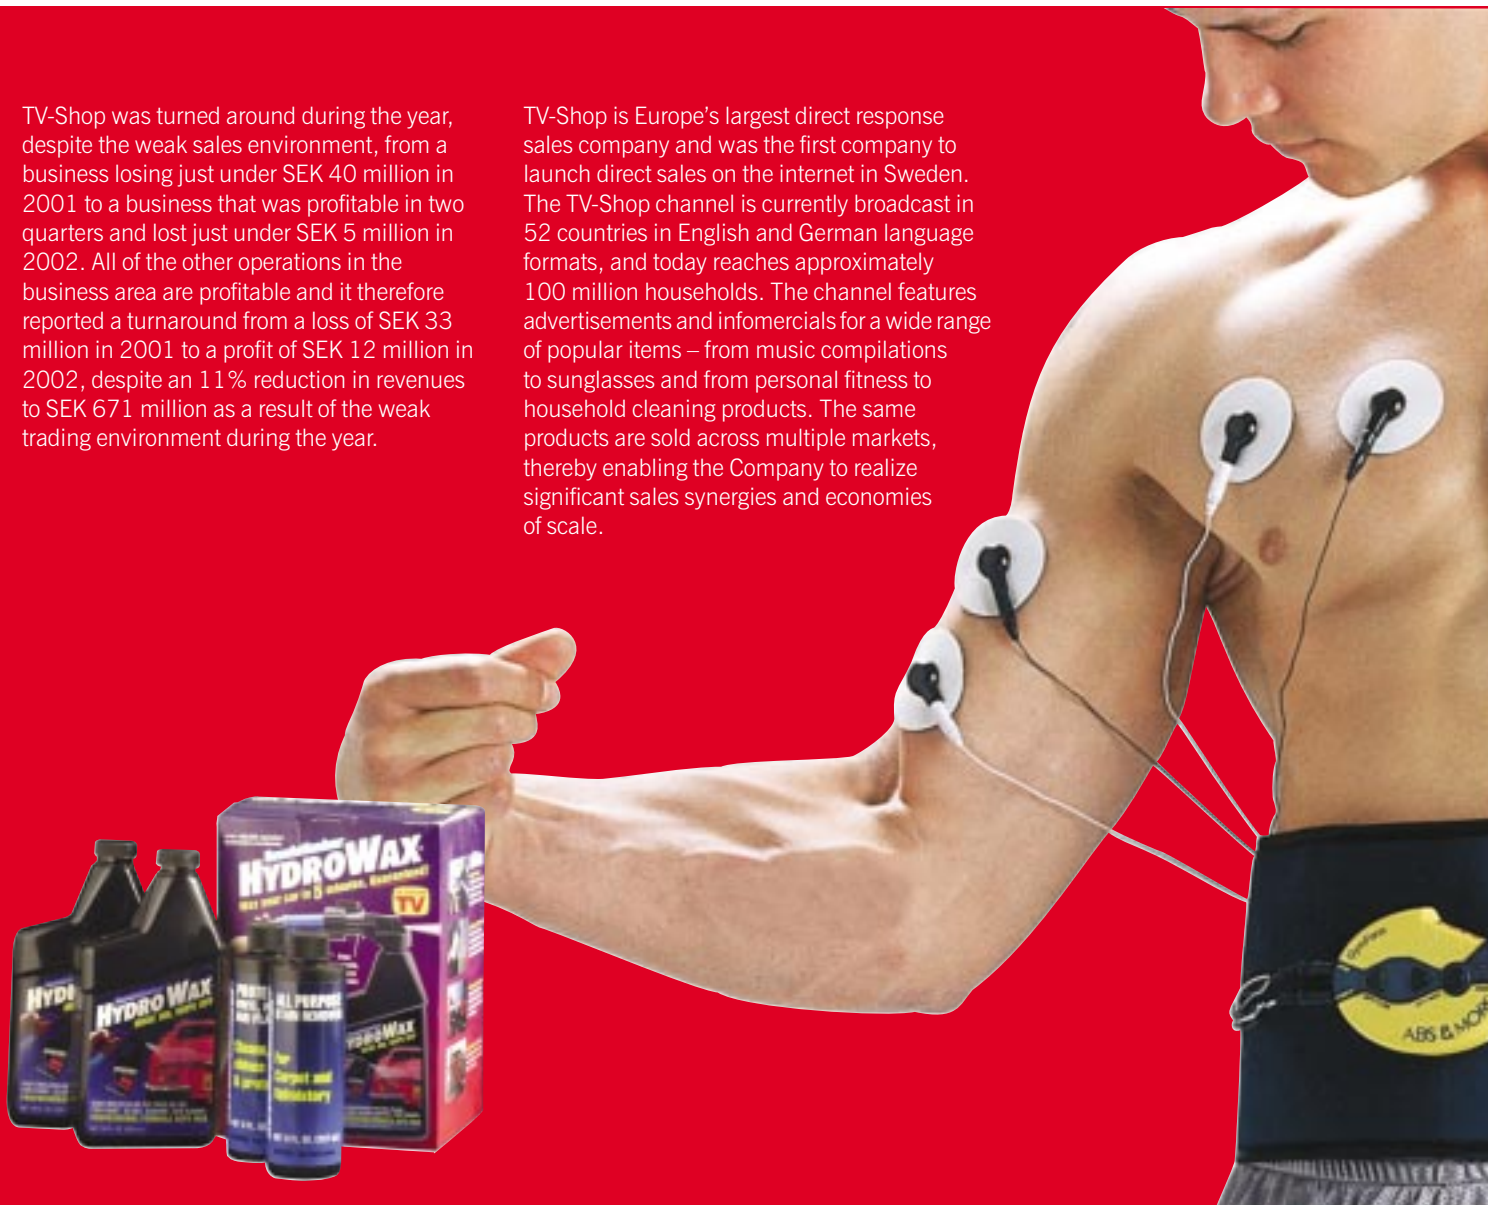 TV-Shop was turned around during the year,
despite the weak sales environment, from a
business losing just under SEK 40 million in
2001 to a business that was profitable in two
quarters and lost just under SEK 5 million in
2002. All of the other operations in the
business area are profitable and it therefore
reported a turnaround from a loss of SEK 33
million in 2001 to a profit of SEK 12 million in
2002, despite an 11% reduction in revenues
to SEK 671 million as a result of the weak
trading environment during the year.
TV-Shop is Europe’s largest direct response
sales company and was the first company to
launch direct sales on the internet in Sweden.
The TV-Shop channel is currently broadcast in
52 countries in English and German language
formats, and today reaches approximately
100 million households. The channel features
advertisements and infomercials for a wide range
of popular items – from music compilations
to sunglasses and from personal fitness to
household cleaning products. The same
products are sold across multiple markets,
thereby enabling the Company to realize
significant sales synergies and economies
of scale.
HYDROWAX
TV
HYD
HYDRO WAX
ALL PURPOSE
STAIN REMOVER
For
Carpet and
Upholstery
HYDROWAX
ABS & MOR